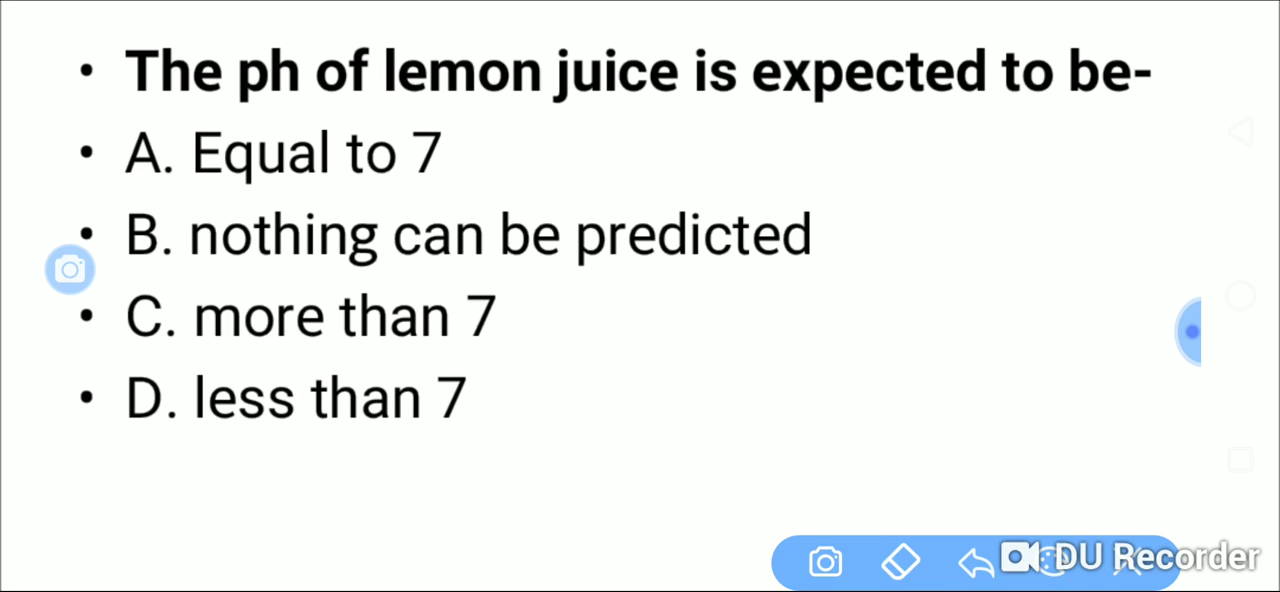 • The ph of lemon juice is expected to be-
• A. Equal to 7
• B. nothing can be predicted
• C. more than 7
• D. less than 7
DU Recorder